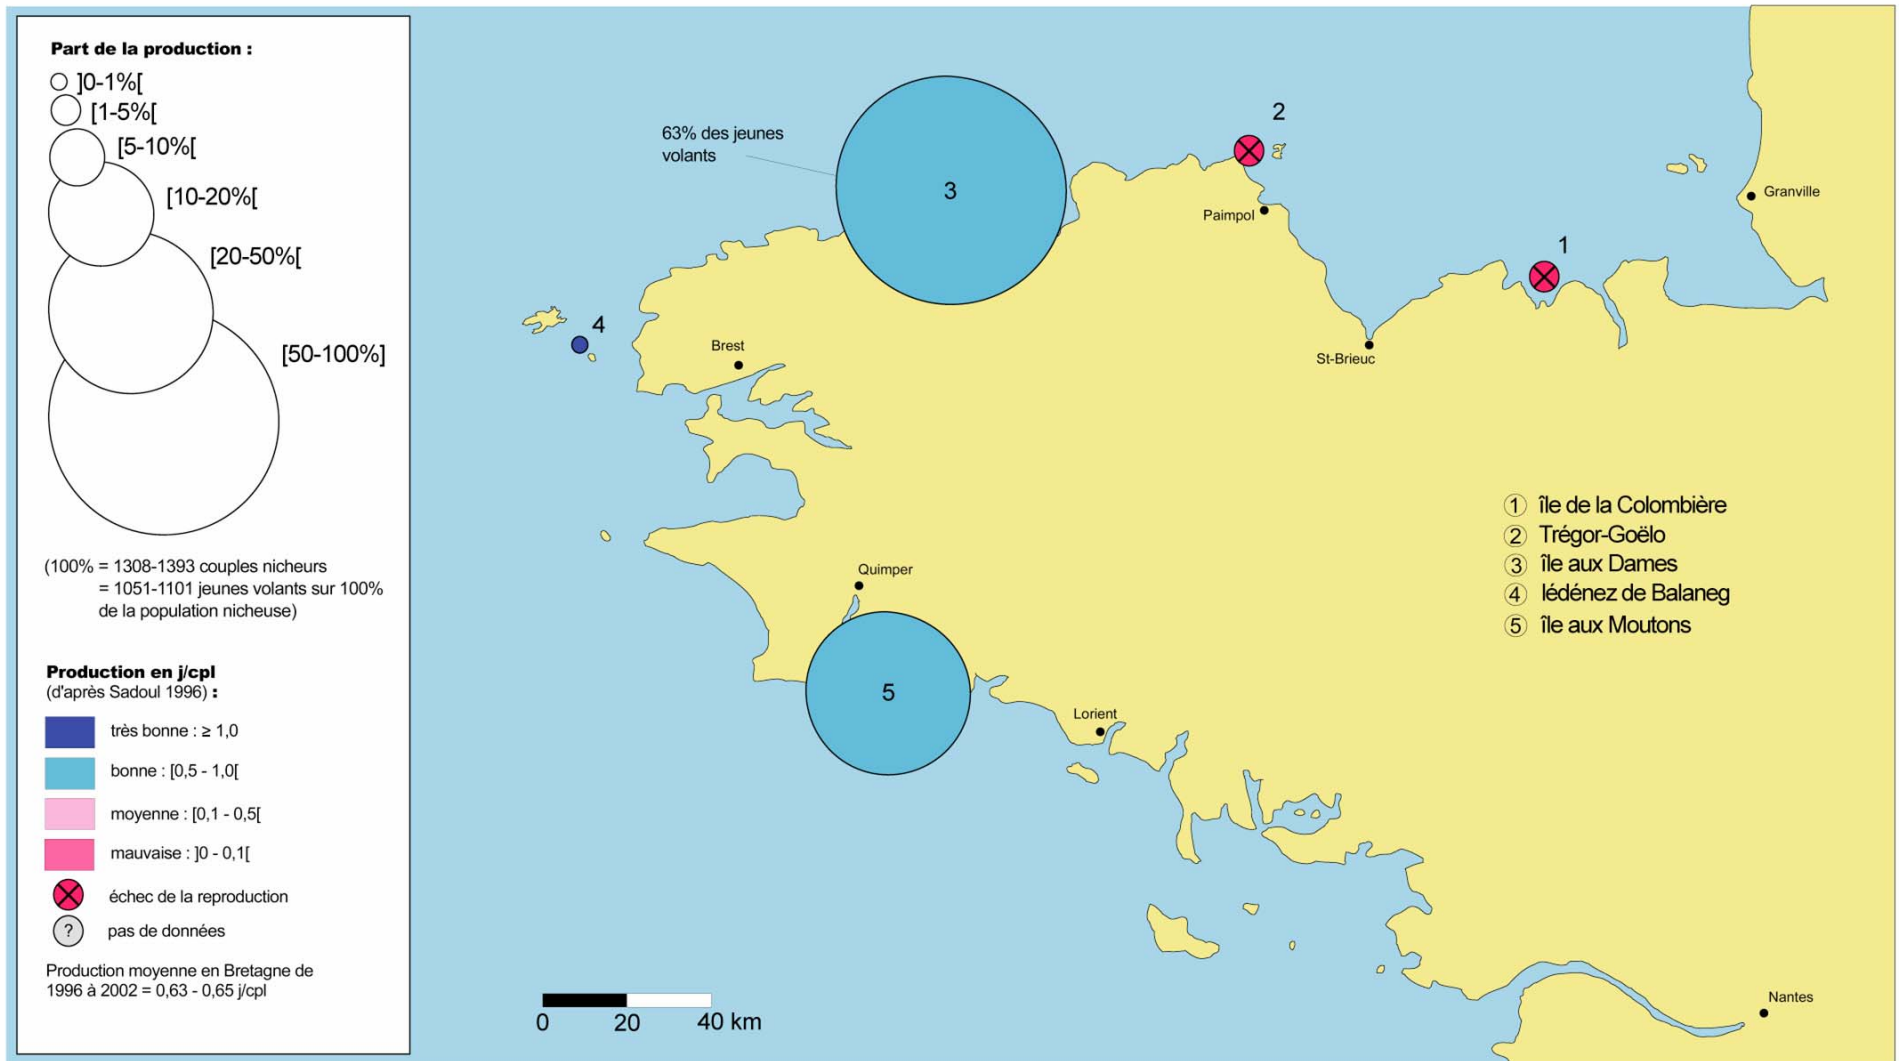 Part de la production :
]0-1%[
[1-5%[
[5-10%[
[10-20%[
[20-50%[
[50-100%]
(100% = 1308-1393 couples nicheurs
= 1051-1101 jeunes volants sur 100%
de la population nicheuse)
Production en j/cpl
(d'après Sadoul 1996) :
très bonne : ≥ 1,0
bonne : [0,5 - 1,0[
moyenne : [0,1 - 0,5[
mauvaise : ]0 - 0,1[
échec de la reproduction
?
pas de données
Production moyenne en Bretagne de
1996 à 2002 = 0,63 - 0,65 j/cpl
63% des jeunes
volants
3
2
Paimpol
Granville
1
4
Brest
St-Brieuc
Quimper
5
Lorient
Nantes
1 île de la Colombière
2 Trégor-Goëlo
3 île aux Dames
4 lédénez de Balaneg
5 île aux Moutons
0 20 40 km